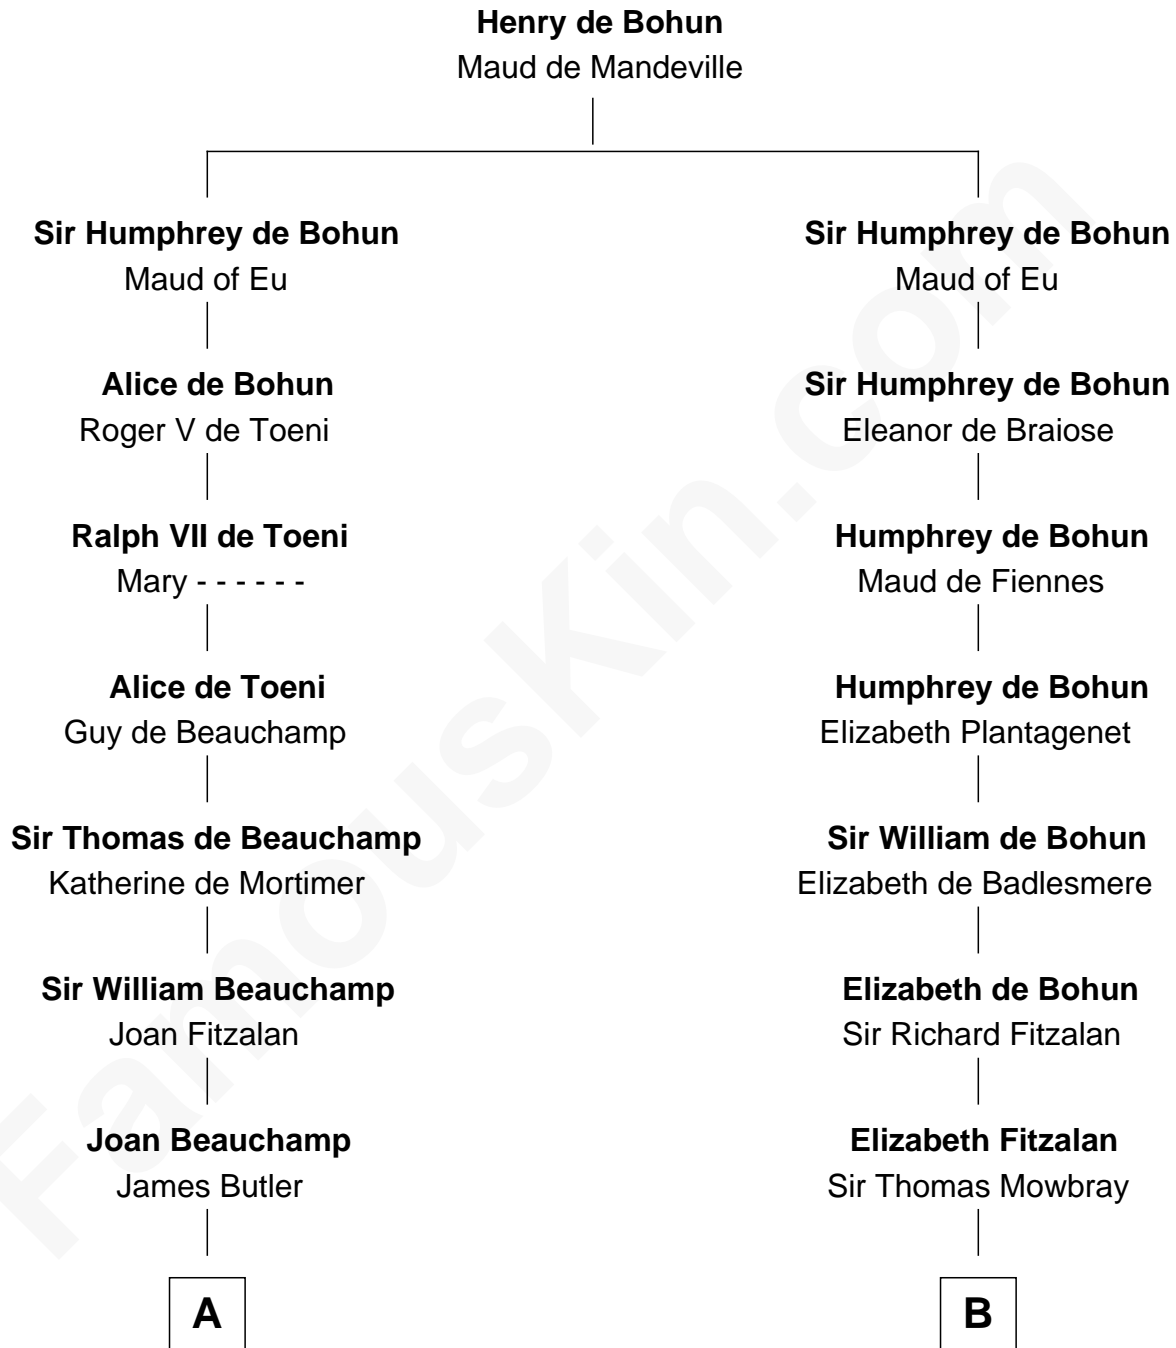 Henry de Bohun
Maud de Mandeville
Sir Humphrey de Bohun
Maud of Eu
Sir Humphrey de Bohun
Maud of Eu
Alice de Bohun
Roger V de Toeni
Sir Humphrey de Bohun
Eleanor de Braiose
Ralph VII de Toeni
Mary - - - - - -
Humphrey de Bohun
Maud de Fiennes
Alice de Toeni
Guy de Beauchamp
Humphrey de Bohun
Elizabeth Plantagenet
Sir Thomas de Beauchamp
Katherine de Mortimer
Sir William de Bohun
Elizabeth de Badlesmere
Sir William Beauchamp
Joan Fitzalan
Elizabeth de Bohun
Sir Richard Fitzalan
Joan Beauchamp
James Butler
Elizabeth Fitzalan
Sir Thomas Mowbray
A
B
FamousKin.com